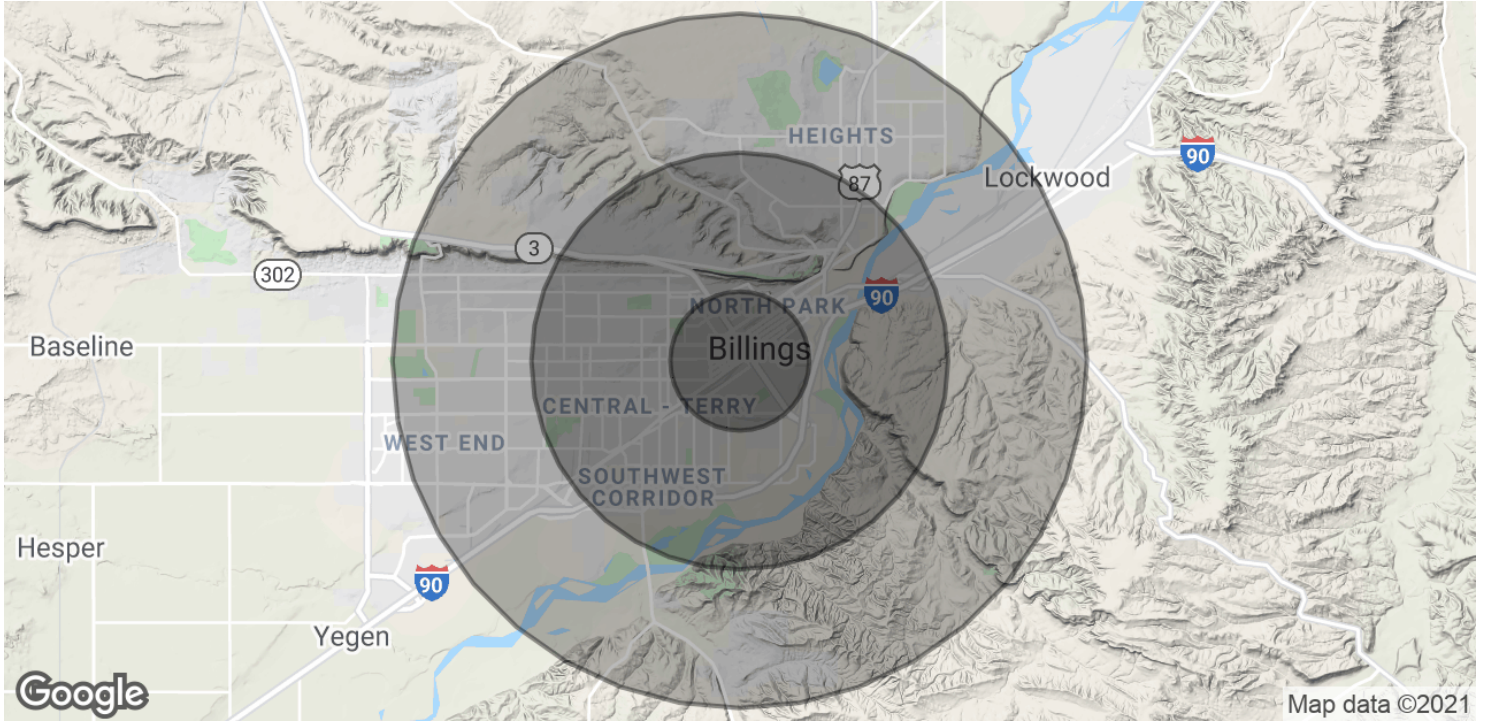 HEIGHTS
90
Lockwood
87
3
302
90
NORTH PARK
Baseline
Billings
CENTRAL - TERRY
WEST END
SOUTHWEST
CORRIDOR
Hesper
90
Yegen
Google
Map data ©2021